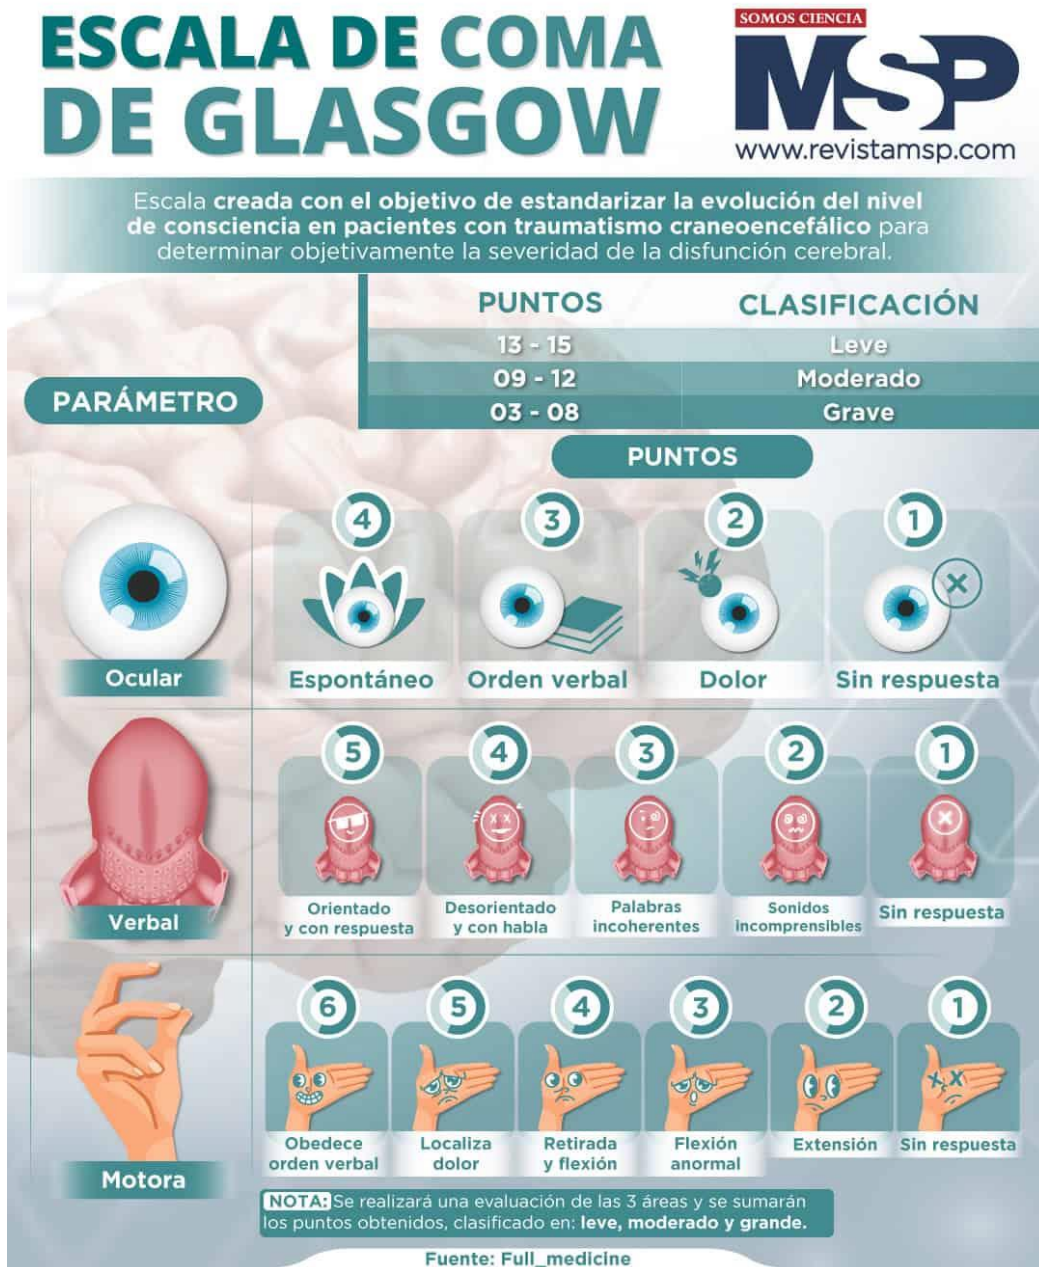 ESCALA DE COMA
DE GLASGOW
SOMOS CIENCIA
MSP
www.revistamsp.com
Escala creada con el objetivo de estandarizar la evolución del nivel
de consciencia en pacientes con traumatismo craneoencefálico para
determinar objetivamente la severidad de la disfunción cerebral.
PUNTOS CLASIFICACIÓN
13 - 15 Leve
09 - 12 Moderado
03 - 08 Grave
PARÁMETRO
PUNTOS
4 3 2 1
Ocular Espontáneo Orden verbal Dolor Sin respuesta
5 4 3 2 1
Verbal
Orientado
y con respuesta
Desorientado
y con habla
Palabras
incoherentes
Sonidos
incomprensibles
Sin respuesta
6 5 4 3 2 1
Motora
Obedece
orden verbal
Localiza
dolor
Retirada
y flexión
Flexión
anormal
Extensión
Sin respuesta
NOTA: Se realizará una evaluación de las 3 áreas y se sumarán
los puntos obtenidos, clasificado en: leve, moderado y grande.
Fuente: Full_medicine